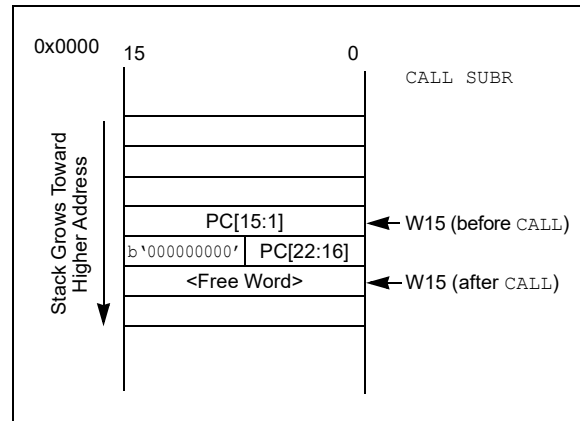 0x0000
15 0
CALL SUBR
Stack Grows Toward
Higher Address
PC[15:1]
W15 (before CALL)
b‘000000000’ PC[22:16]
<Free Word>
W15 (after CALL)